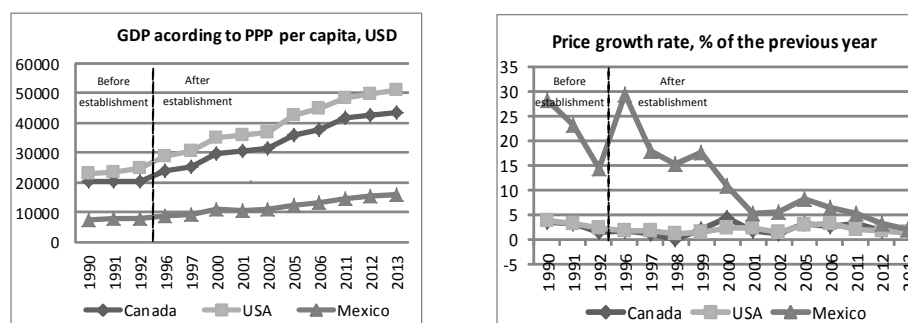 GDP acording to PPP per capita, USD
60000
50000
40000
30000
20000
10000
0
Before
establishment
After
establishment
1990
1991
1992
1996
1997
2000
2001
2002
2005
2006
2011
2012
2013
Canada
USA
Mexico
Price growth rate, % of the previous year
35
30
25
20
15
10
5
0
-5
Before
establishment
After
establishment
1990
1991
1992
1996
1997
1998
1999
2000
2001
2002
2005
2006
2011
2012
2013
Canada
USA
Mexico